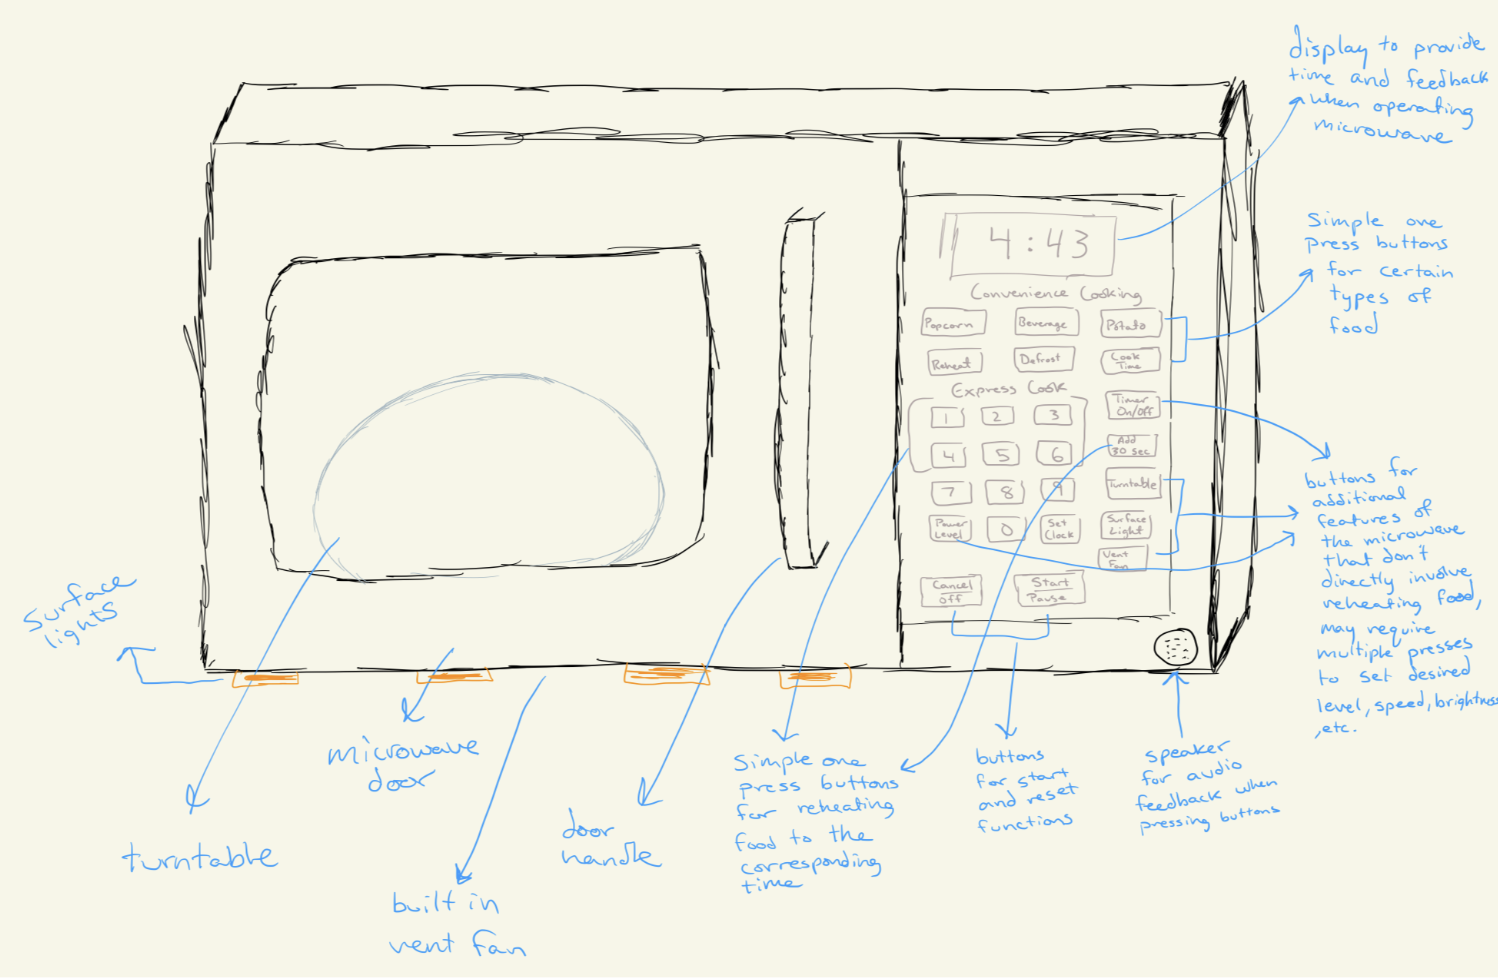 display to provide
time and feedback
when operating
microwave
4:43
Simple one
press buttons
for certain
types of
food
Convenience Cooking
Popcorn
Beverage
Potato
Reheat
Defrost
Cook
Time
Express Cook
Timer
On/Off
1
2
3
Add
30 sec
4
5
6
Turntable
7
8
9
Power
Level
0
Set
Clock
Surface
Light
Vent
Fan
Cancel
Off
Start
Pause
buttons for
additional
features of
the microwave
that don't
directly involve
reheating food,
may require
multiple presses
to set desired
level, speed, brightness
, etc.
Surface
lights
microwave
door
turntable
built in
vent fan
door
handle
Simple one
press buttons
for reheating
food to the
corresponding
time
buttons
for start
and reset
functions
speaker
for audio
feedback when
pressing buttons